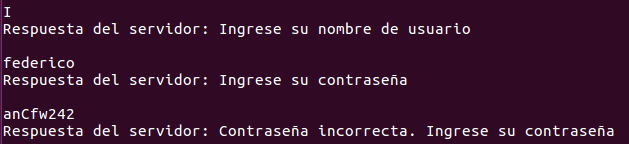 I
Respuesta del servidor: Ingrese su nombre de usuario
federico
Respuesta del servidor: Ingrese su contraseña
anCfw242
Respuesta del servidor: Contraseña incorrecta. Ingrese su contraseña